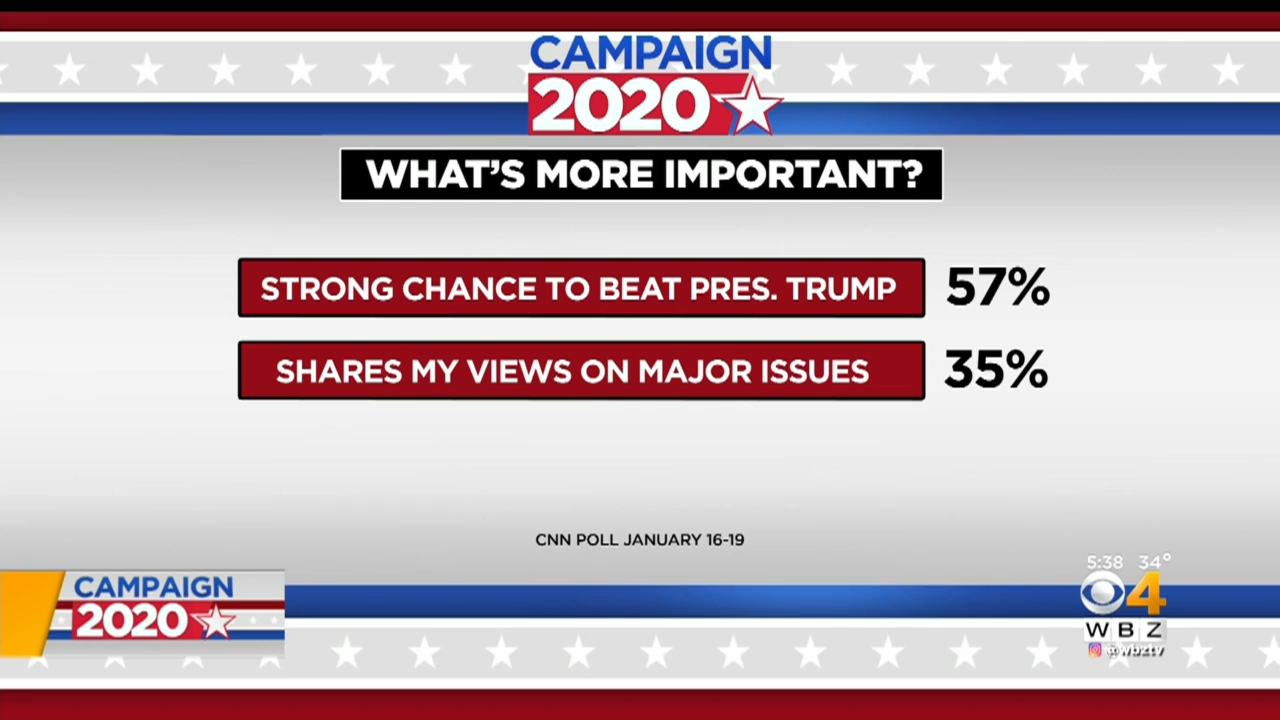 CAMPAIGN
2020
WHAT'S MORE IMPORTANT?
STRONG CHANCE TO BEAT PRES. TRUMP 57%
SHARES MY VIEWS ON MAJOR ISSUES 35%
CNN POLL JANUARY 16-19
CAMPAIGN
2020
5:38 34°
4
WBZ
@wbztv